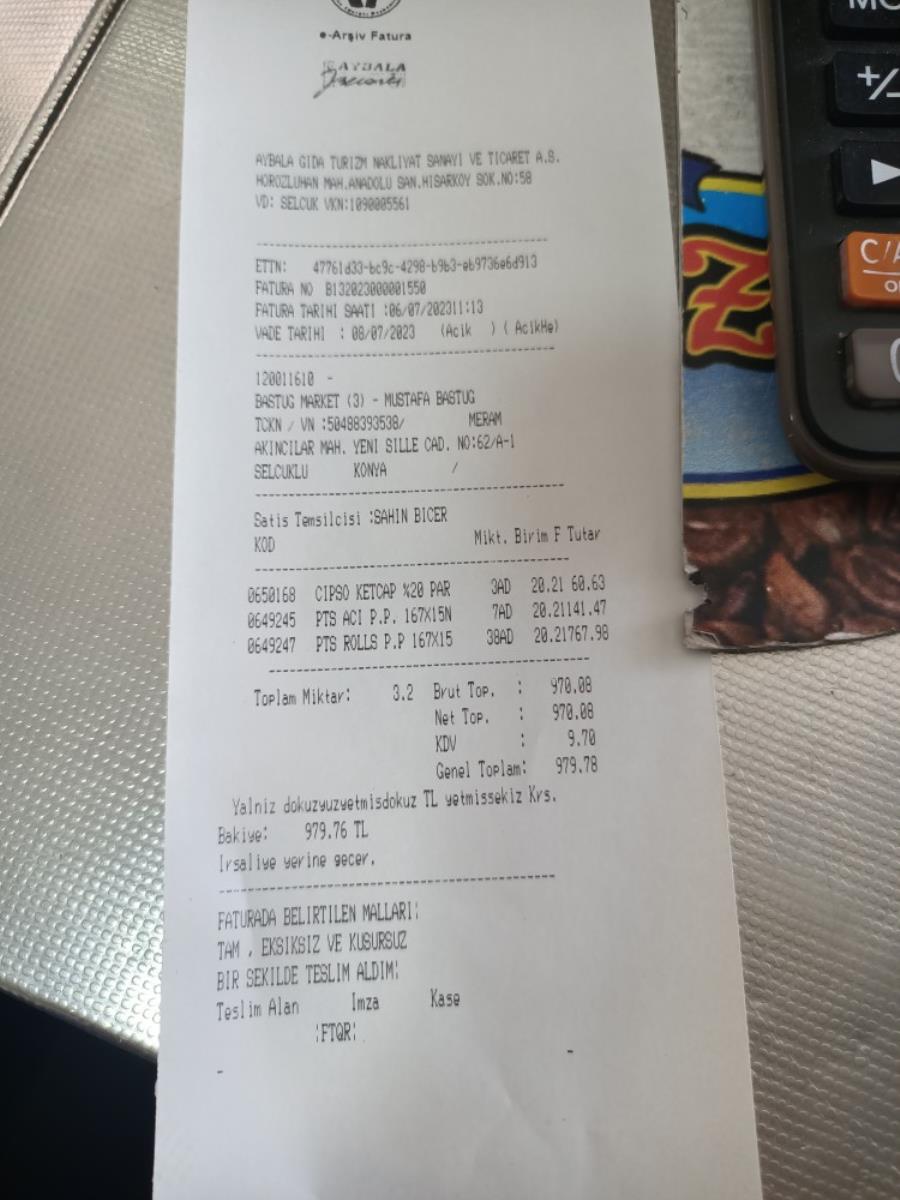 e-Arşiv Fatura
AYBALA
AYBALA GIDA TURIZM NAKLIYAT SANAYI VE TICARET A.S.
HOROZLUHAN MAH.ANADOLU SAN.HISARKOY SOK.NO:58
VD: SELCUK VKN:1090005561
ETTN: 47761d33-bc9c-4298-b9b3-eb9736e6d913
FATURA NO B132023000001550
FATURA TARIHI SAATI :06/07/202311:13
VADE TARIHI : 08/07/2023 (Acik ) ( AcikHe)
120011610 -
BASTUG MARKET (3) - MUSTAFA BASTUG
TCKN / VN :50488393538/ MERAM
AKINCILAR MAH. YENI SILLE CAD. NO:62/A-1
SELCUKLU KONYA /
Satis Temsilcisi :SAHIN BICER
KOD Mikt. Birim F Tutar
0650168 CIPSO KETCAP %20 PAR 3AD 20.21 60.63
0649245 PTS ACI P.P. 167X15N 7AD 20.21141.47
0649247 PTS ROLLS P.P 167X15 38AD 20.21767.98
Toplam Miktar: 3.2 Brut Top. : 970.08
Net Top. : 970.08
KDV : 9.70
Genel Toplam: 979.78
Yalniz dokuzyuzyetmisdokuz TL yetmissekiz Krs.
Bakiye: 979.76 TL
Irsaliye yerine gecer.
FATURADA BELIRTILEN MALLARI;
TAM , EKSIKSIZ VE KUSURSUZ
BIR SEKILDE TESLIM ALDIM;
Teslim Alan Imza Kase
¦FTQR¦
+/-